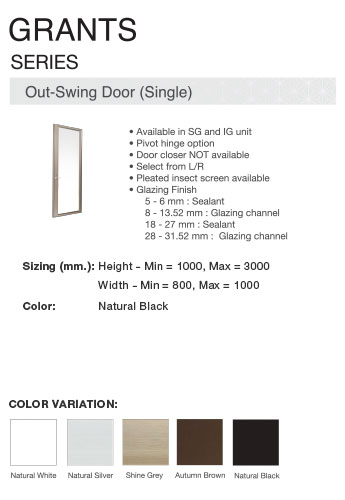 GRANTS
SERIES
Out-Swing Door (Single)
• Available in SG and IG unit
• Pivot hinge option
• Door closer NOT available
• Select from L/R
• Pleated insect screen available
• Glazing Finish
5 - 6 mm : Sealant
8 - 13.52 mm : Glazing channel
18 - 27 mm : Sealant
28 - 31.52 mm : Glazing channel
Sizing (mm.): Height - Min = 1000, Max = 3000
Width - Min = 800, Max = 1000
Color: Natural Black
COLOR VARIATION:
Natural White Natural Silver Shine Grey Autumn Brown Natural Black